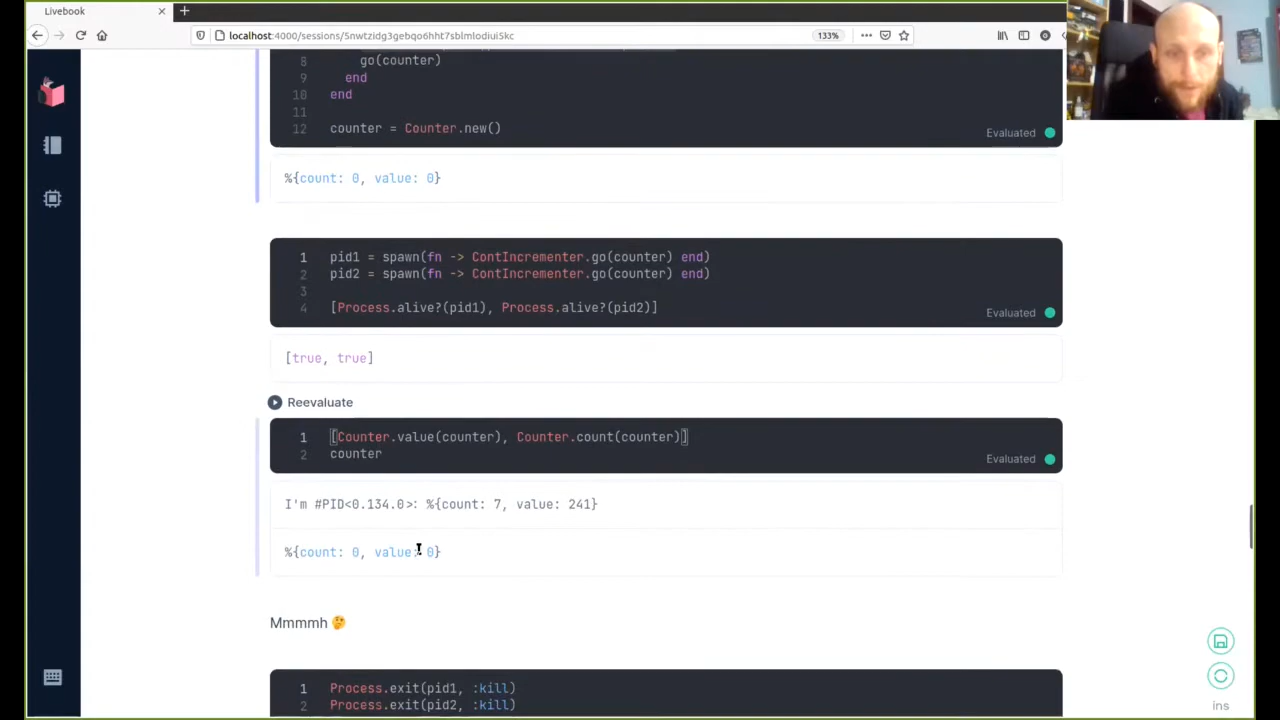 Livebook
localhost:4000/sessions/5nwtzidg3gebqo6hht7sblmlodiui5kc
133%
8 go(counter)
9 end
10 end
11
12 counter = Counter.new()
Evaluated
%{count: 0, value: 0}
1 pid1 = spawn(fn -> ContIncrementer.go(counter) end)
2 pid2 = spawn(fn -> ContIncrementer.go(counter) end)
3
4 [Process.alive?(pid1), Process.alive?(pid2)]
Evaluated
[true, true]
Reevaluate
1 [Counter.value(counter), Counter.count(counter)]
2 counter
Evaluated
I'm #PID<0.134.0>: %{count: 7, value: 241}
%{count: 0, value: 0}
Mmmmh 🤔
1 Process.exit(pid1, :kill)
2 Process.exit(pid2, :kill)
ins